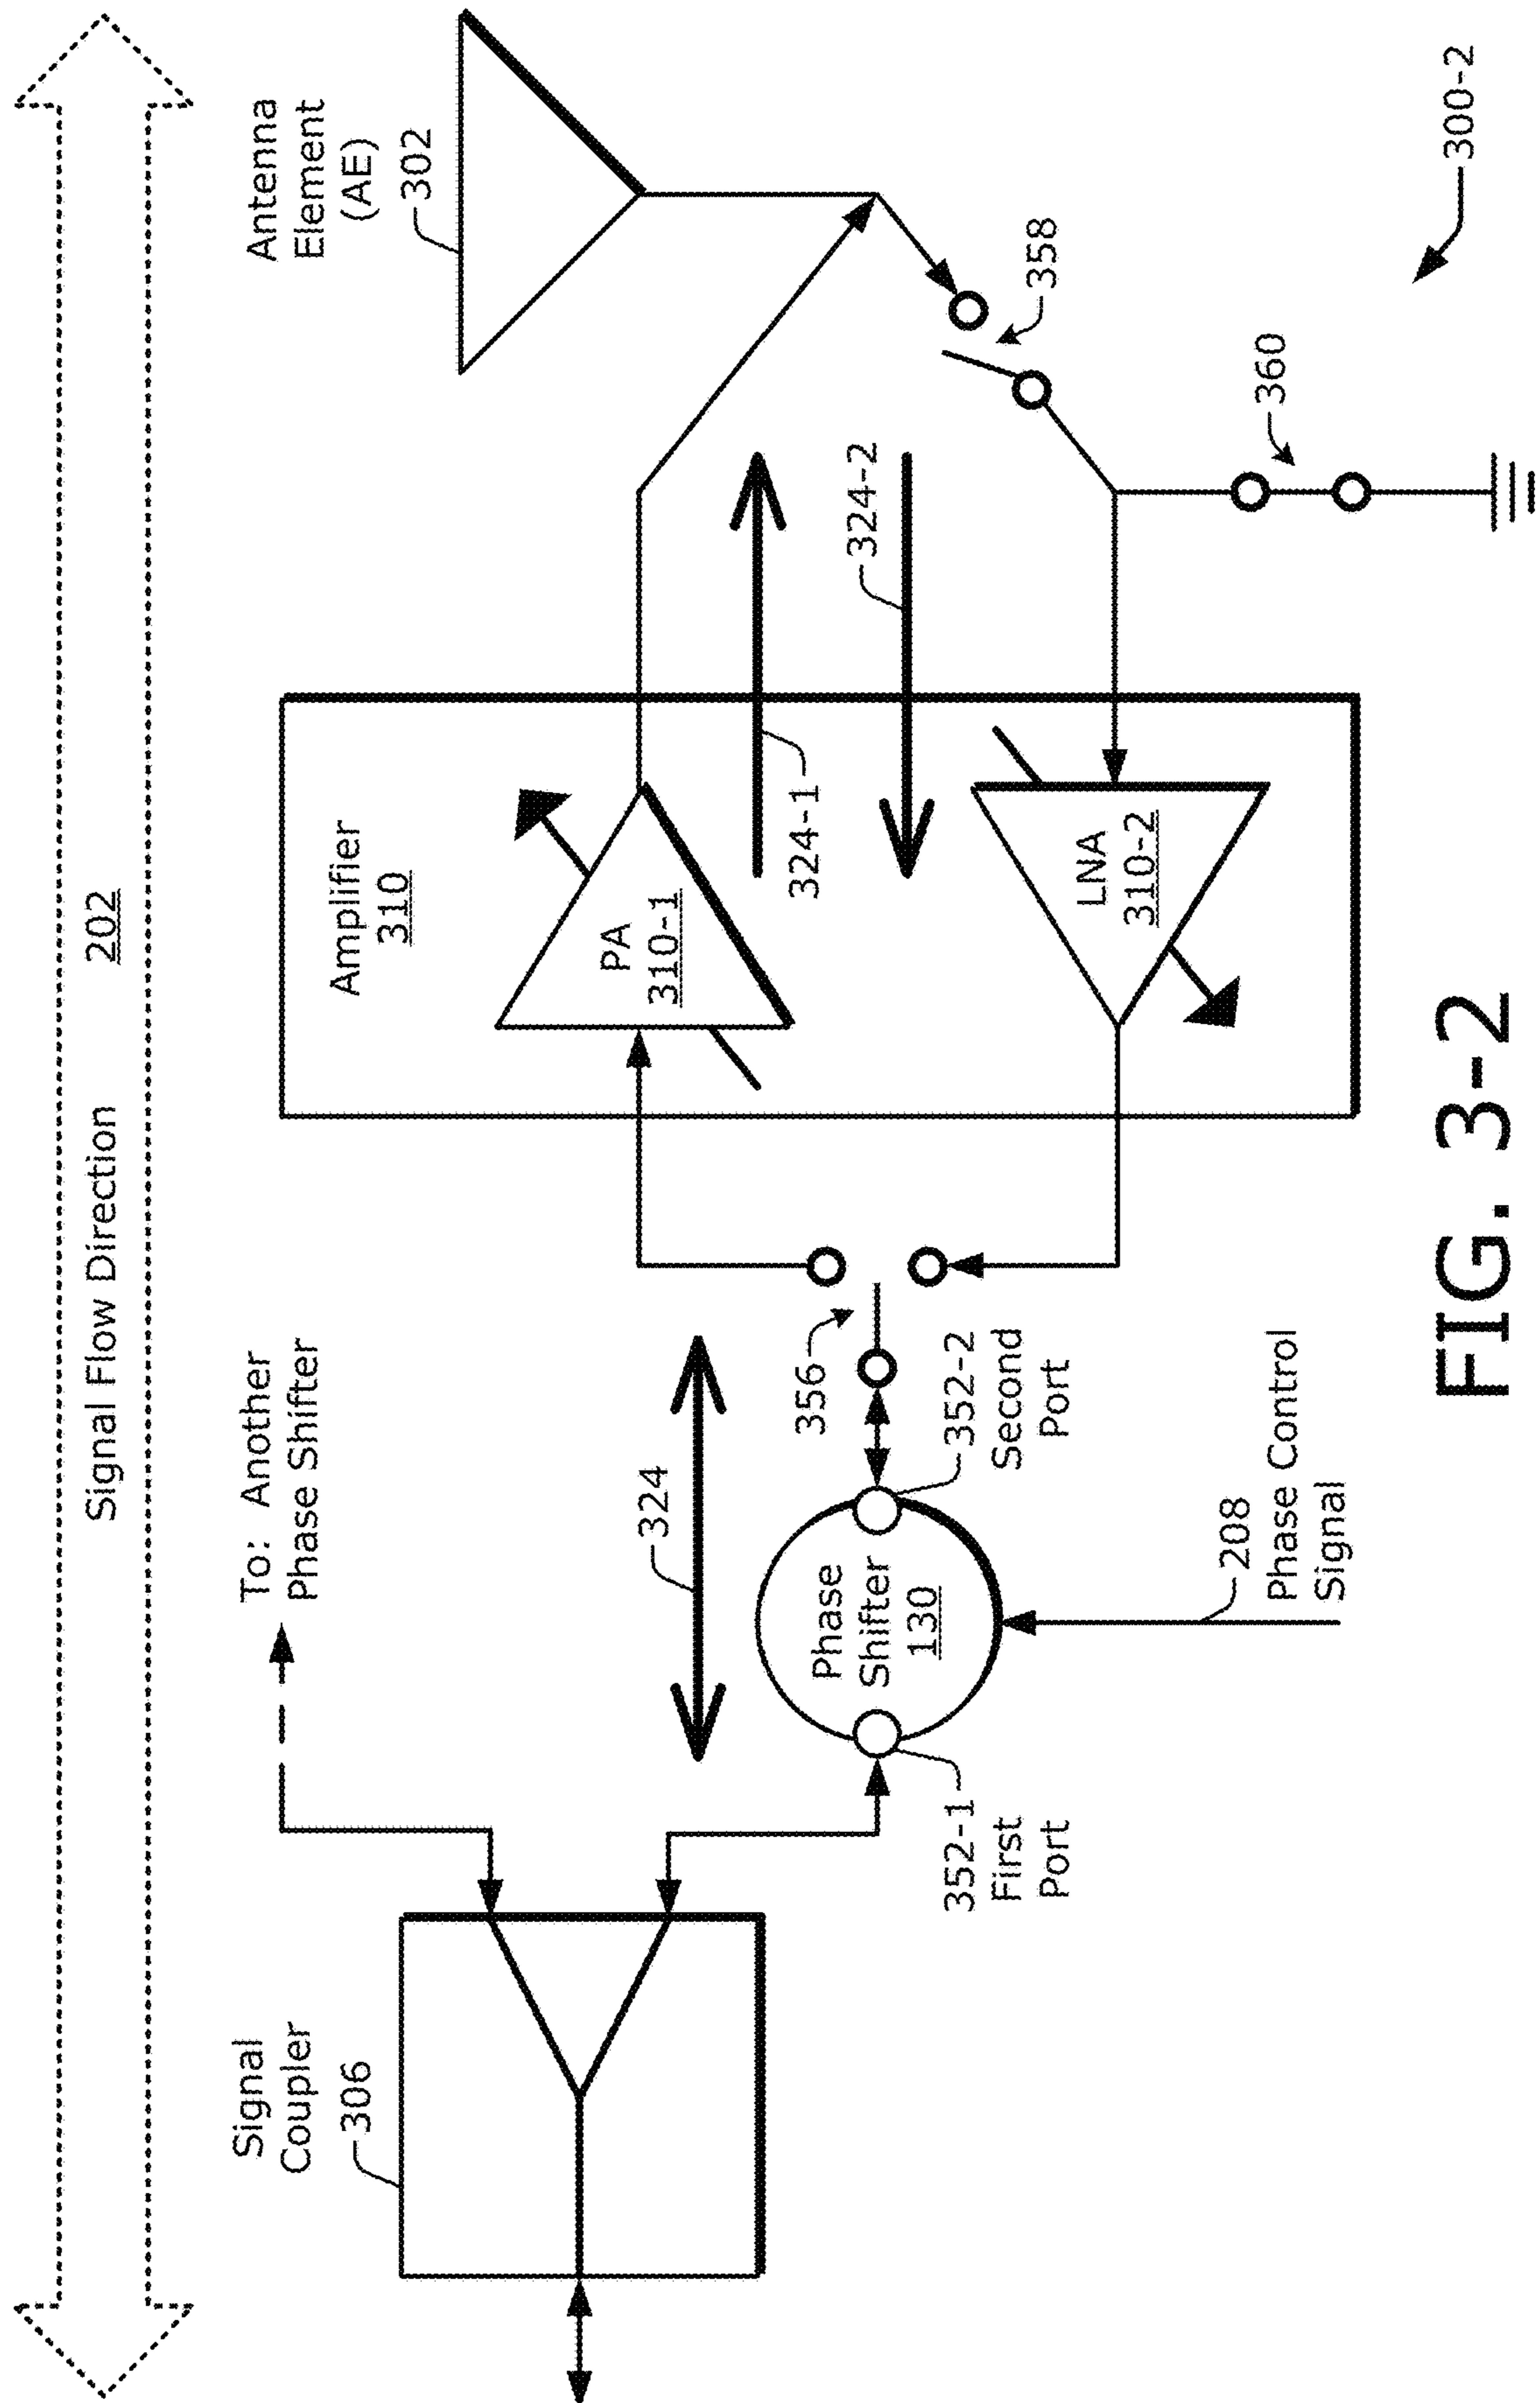 Signal Flow Direction 202
To: Another
Phase Shifter
Signal
Coupler
306
324
Phase
Shifter
130
352-1
First
Port
352-2
Second
Port
356
208
Phase Control
Signal
Amplifier
310
PA
310-1
324-1
324-2
LNA
310-2
Antenna
Element
(AE)
302
358
360
300-2
FIG. 3-2